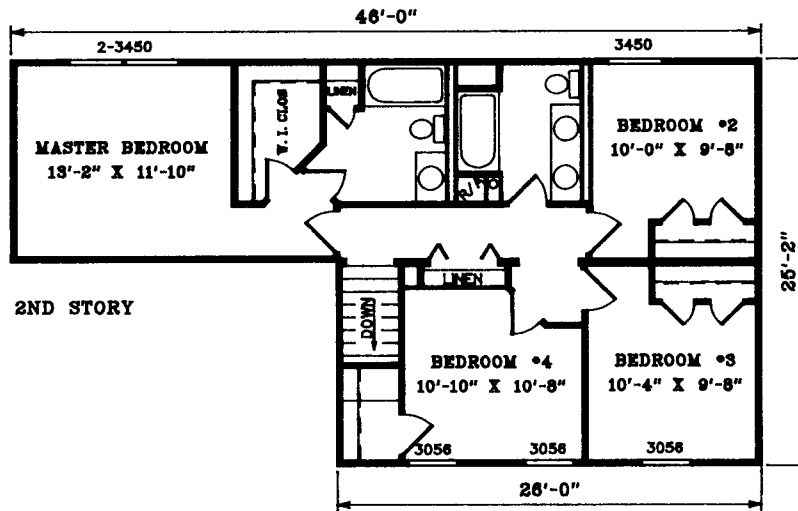 46'-0"
2-3450
3450
LINEN
W. I. CLOS
MASTER BEDROOM
13'-2" X 11'-10"
BEDROOM #2
10'-0" X 9'-8"
R/A
25'-2"
LINEN
2ND STORY
DOWN
BEDROOM #4
10'-10" X 10'-8"
BEDROOM #3
10'-4" X 9'-8"
3056
3056
3056
26'-0"